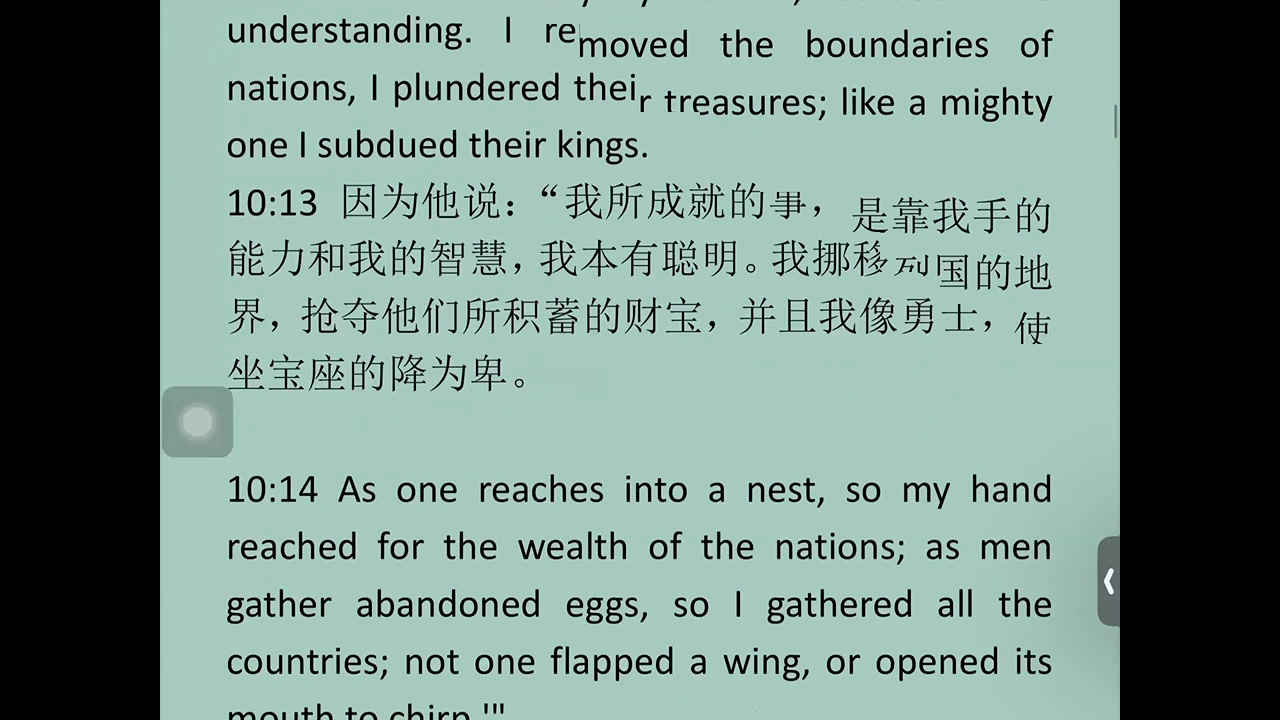 understanding. I removed the boundaries of
nations, I plundered their treasures; like a mighty
one I subdued their kings.
10:13 因为他说：“我所成就的事，是靠我手的
能力和我的智慧，我本有聪明。我挪移列国的地
界，抢夺他们所积蓄的财宝，并且我像勇士，使
坐宝座的降为卑。
10:14 As one reaches into a nest, so my hand
reached for the wealth of the nations; as men
gather abandoned eggs, so I gathered all the
countries; not one flapped a wing, or opened its
mouth to chirp.'"